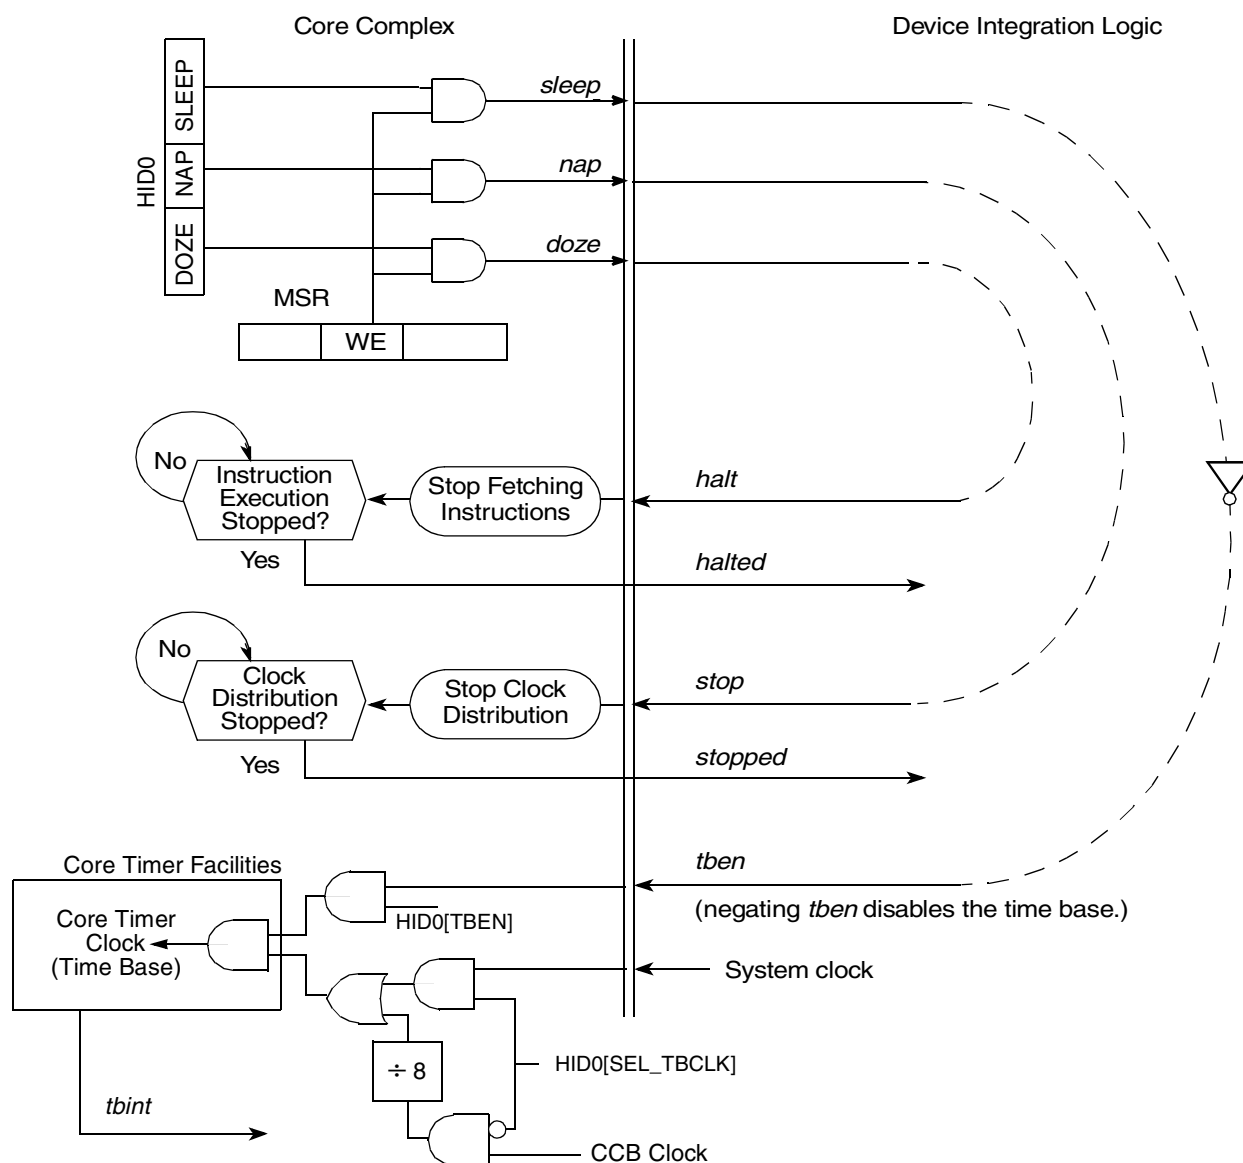 Core Complex
Device Integration Logic
HID0
SLEEP
NAP
DOZE
sleep
nap
doze
MSR
WE
No
Instruction
Execution
Stopped?
Stop Fetching
Instructions
halt
Yes
halted
No
Clock
Distribution
Stopped?
Stop Clock
Distribution
stop
Yes
stopped
Core Timer Facilities
tben
HID0[TBEN]
(negating tben disables the time base.)
Core Timer
Clock
(Time Base)
System clock
÷ 8
HID0[SEL_TBCLK]
tbint
CCB Clock